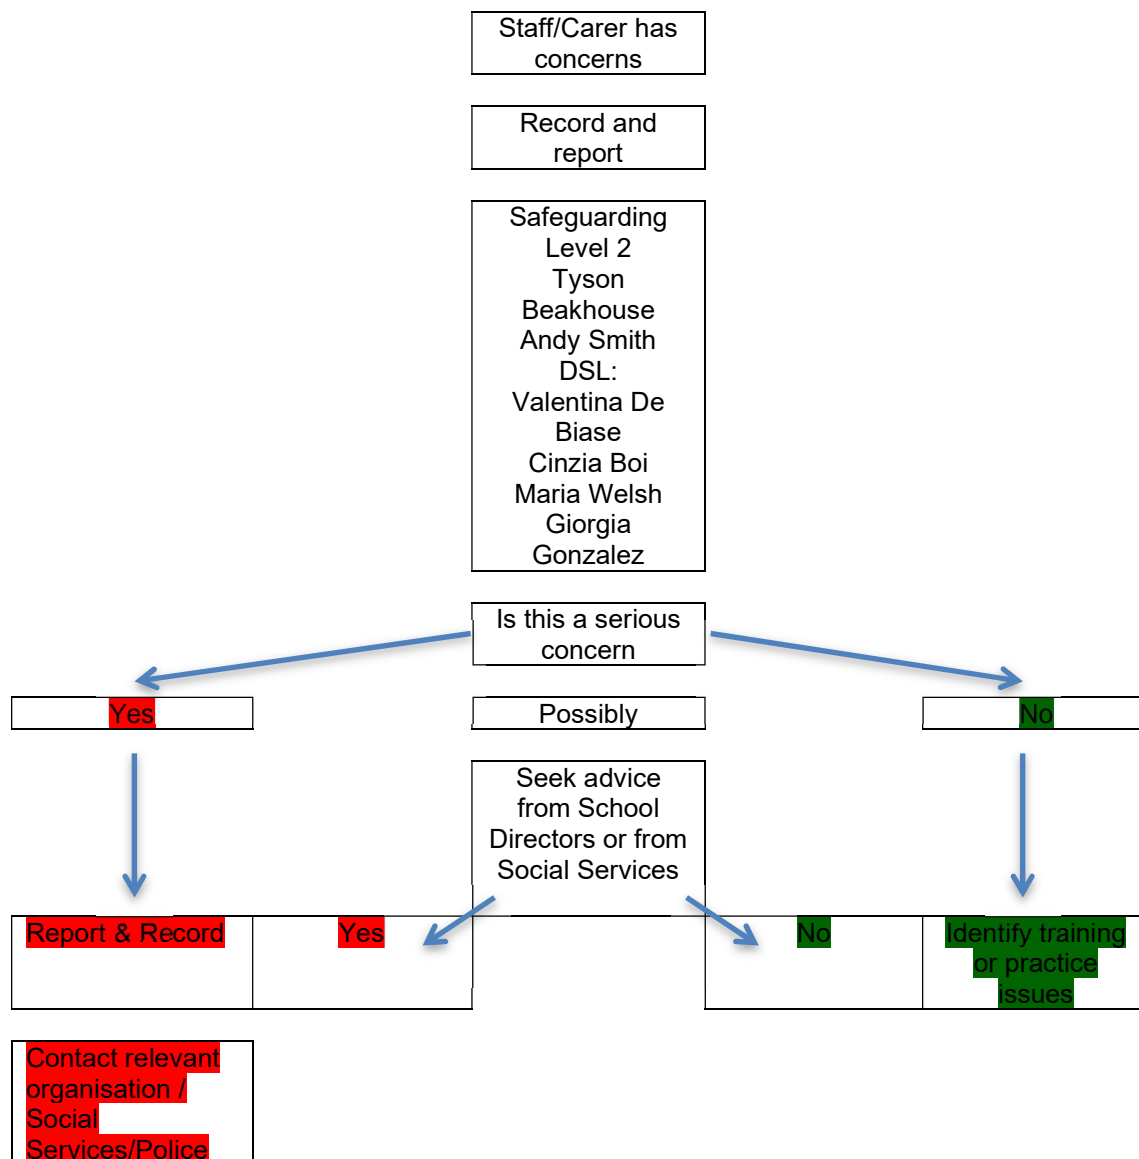 Staff/Carer has
concerns
Record and
report
Safeguarding
Level 2
Tyson
Beakhouse
Andy Smith
DSL:
Valentina De
Biase
Cinzia Boi
Maria Welsh
Giorgia
Gonzalez
Is this a serious
concern
Yes
Possibly
No
Seek advice
from School
Directors or from
Social Services
Report & Record
Yes
No
Identify training
or practice
issues
Contact relevant
organisation /
Social
Services/Police